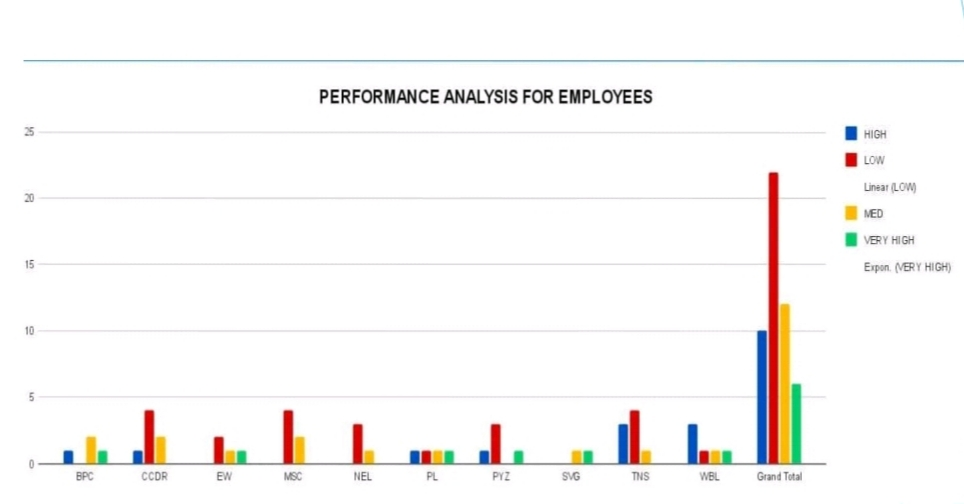 PERFORMANCE ANALYSIS FOR EMPLOYEES
25
20
15
10
5
0
BPC CCDR EW MSC NEL PL PYZ SVG TNS WBL Grand Total
HIGH
LOW
Linear (LOW)
MED
VERY HIGH
Expon. (VERY HIGH)